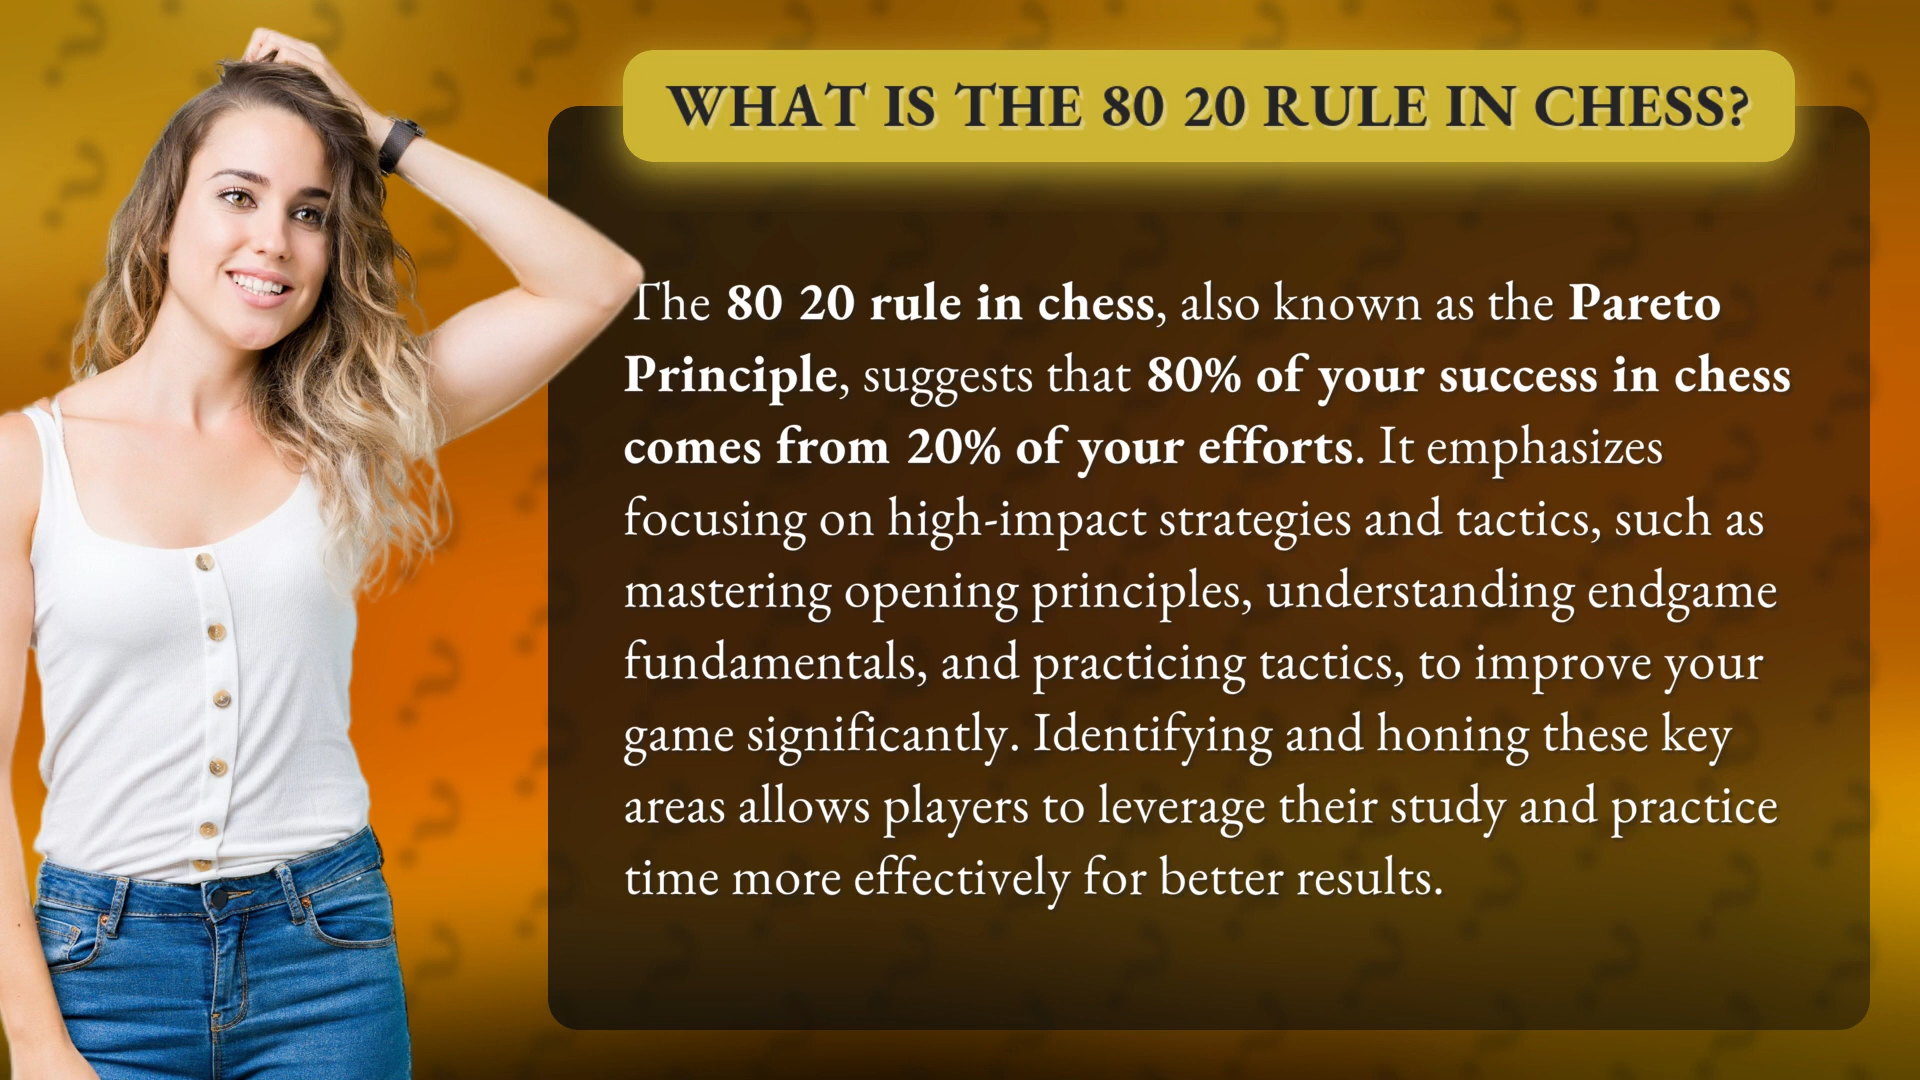 WHAT IS THE 80 20 RULE IN CHESS?
The 80 20 rule in chess, also known as the Pareto
Principle, suggests that 80% of your success in chess
comes from 20% of your efforts. It emphasizes
focusing on high-impact strategies and tactics, such as
mastering opening principles, understanding endgame
fundamentals, and practicing tactics, to improve your
game significantly. Identifying and honing these key
areas allows players to leverage their study and practice
time more effectively for better results.